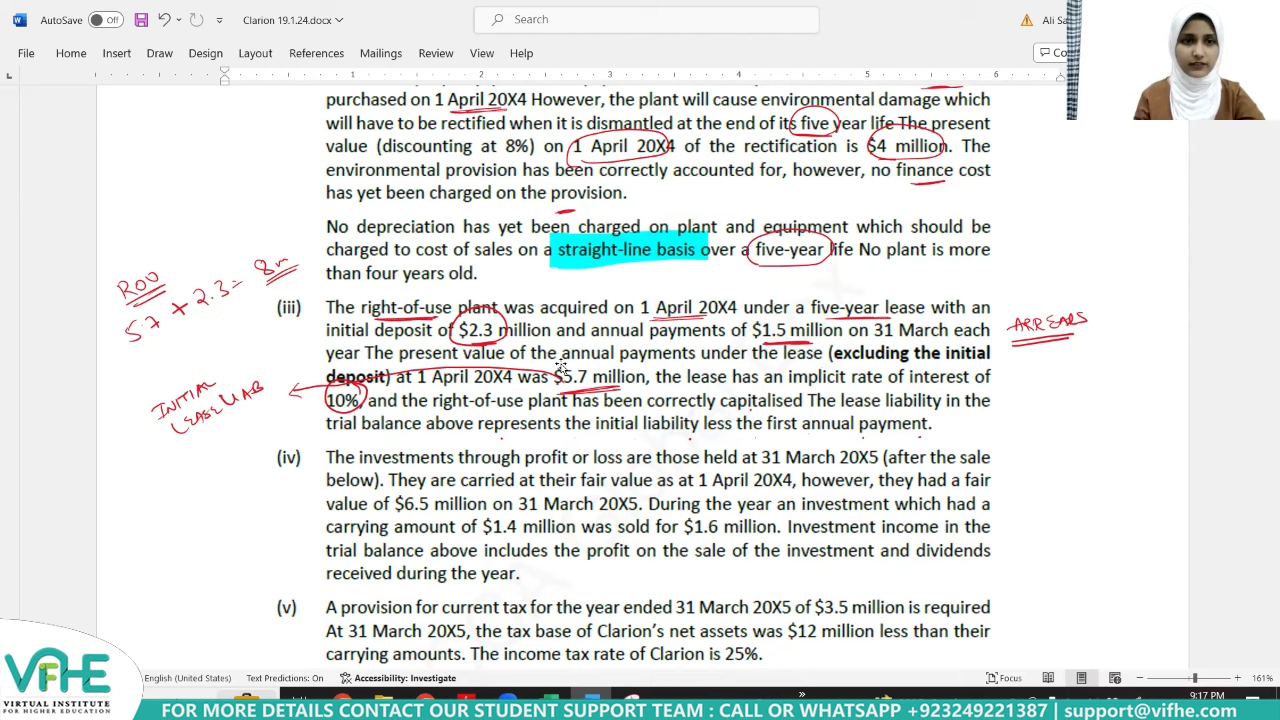 AutoSave Off
Clarion 19.1.24.docx
Search
Ali Sa
File Home Insert Draw Design Layout References Mailings Review View Help
Co
1 2 3 4 5 6
purchased on 1 April 20X4 However, the plant will cause environmental damage which
will have to be rectified when it is dismantled at the end of its five year life The present
value (discounting at 8%) on 1 April 20X4 of the rectification is $4 million. The
environmental provision has been correctly accounted for, however, no finance cost
has yet been charged on the provision.
No depreciation has yet been charged on plant and equipment which should be
charged to cost of sales on a straight-line basis over a five-year life No plant is more
than four years old.
ROU
5.7 + 2.3 = 8m
(iii) The right-of-use plant was acquired on 1 April 20X4 under a five-year lease with an
initial deposit of $2.3 million and annual payments of $1.5 million on 31 March each
year The present value of the annual payments under the lease (excluding the initial
deposit) at 1 April 20X4 was $5.7 million, the lease has an implicit rate of interest of
10%, and the right-of-use plant has been correctly capitalised The lease liability in the
trial balance above represents the initial liability less the first annual payment.
ARREARS
INITIAL
LEASE LIAB
(iv) The investments through profit or loss are those held at 31 March 20X5 (after the sale
below). They are carried at their fair value as at 1 April 20X4, however, they had a fair
value of $6.5 million on 31 March 20X5. During the year an investment which had a
carrying amount of $1.4 million was sold for $1.6 million. Investment income in the
trial balance above includes the profit on the sale of the investment and dividends
received during the year.
(v) A provision for current tax for the year ended 31 March 20X5 of $3.5 million is required
At 31 March 20X5, the tax base of Clarion's net assets was $12 million less than their
carrying amounts. The income tax rate of Clarion is 25%.
English (United States) Text Predictions: On Accessibility: Investigate
Focus
161%
9:17 PM
VFHE
VIRTUAL INSTITUTE
FOR HIGHER EDUCATION
FOR MORE DETAILS CONTACT OUR STUDENT SUPPORT TEAM : CALL OR WHATSAPP +923249221387 | support@vifhe.com